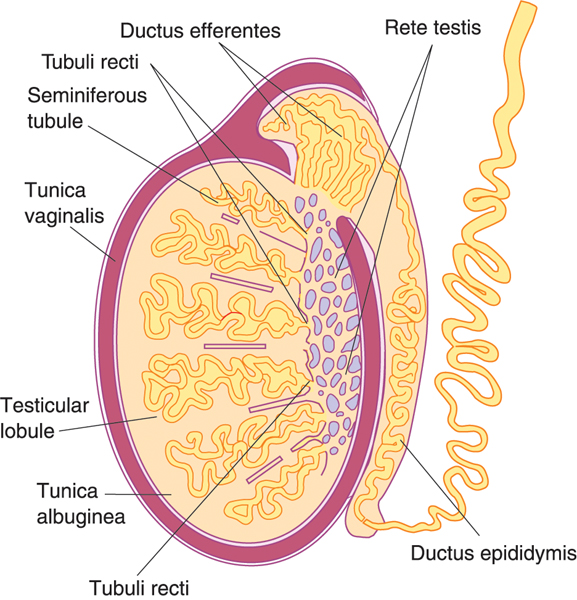 Ductus efferentes
Rete testis
Tubuli recti
Seminiferous
tubule
Tunica
vaginalis
Testicular
lobule
Tunica
albuginea
Ductus epididymis
Tubuli recti